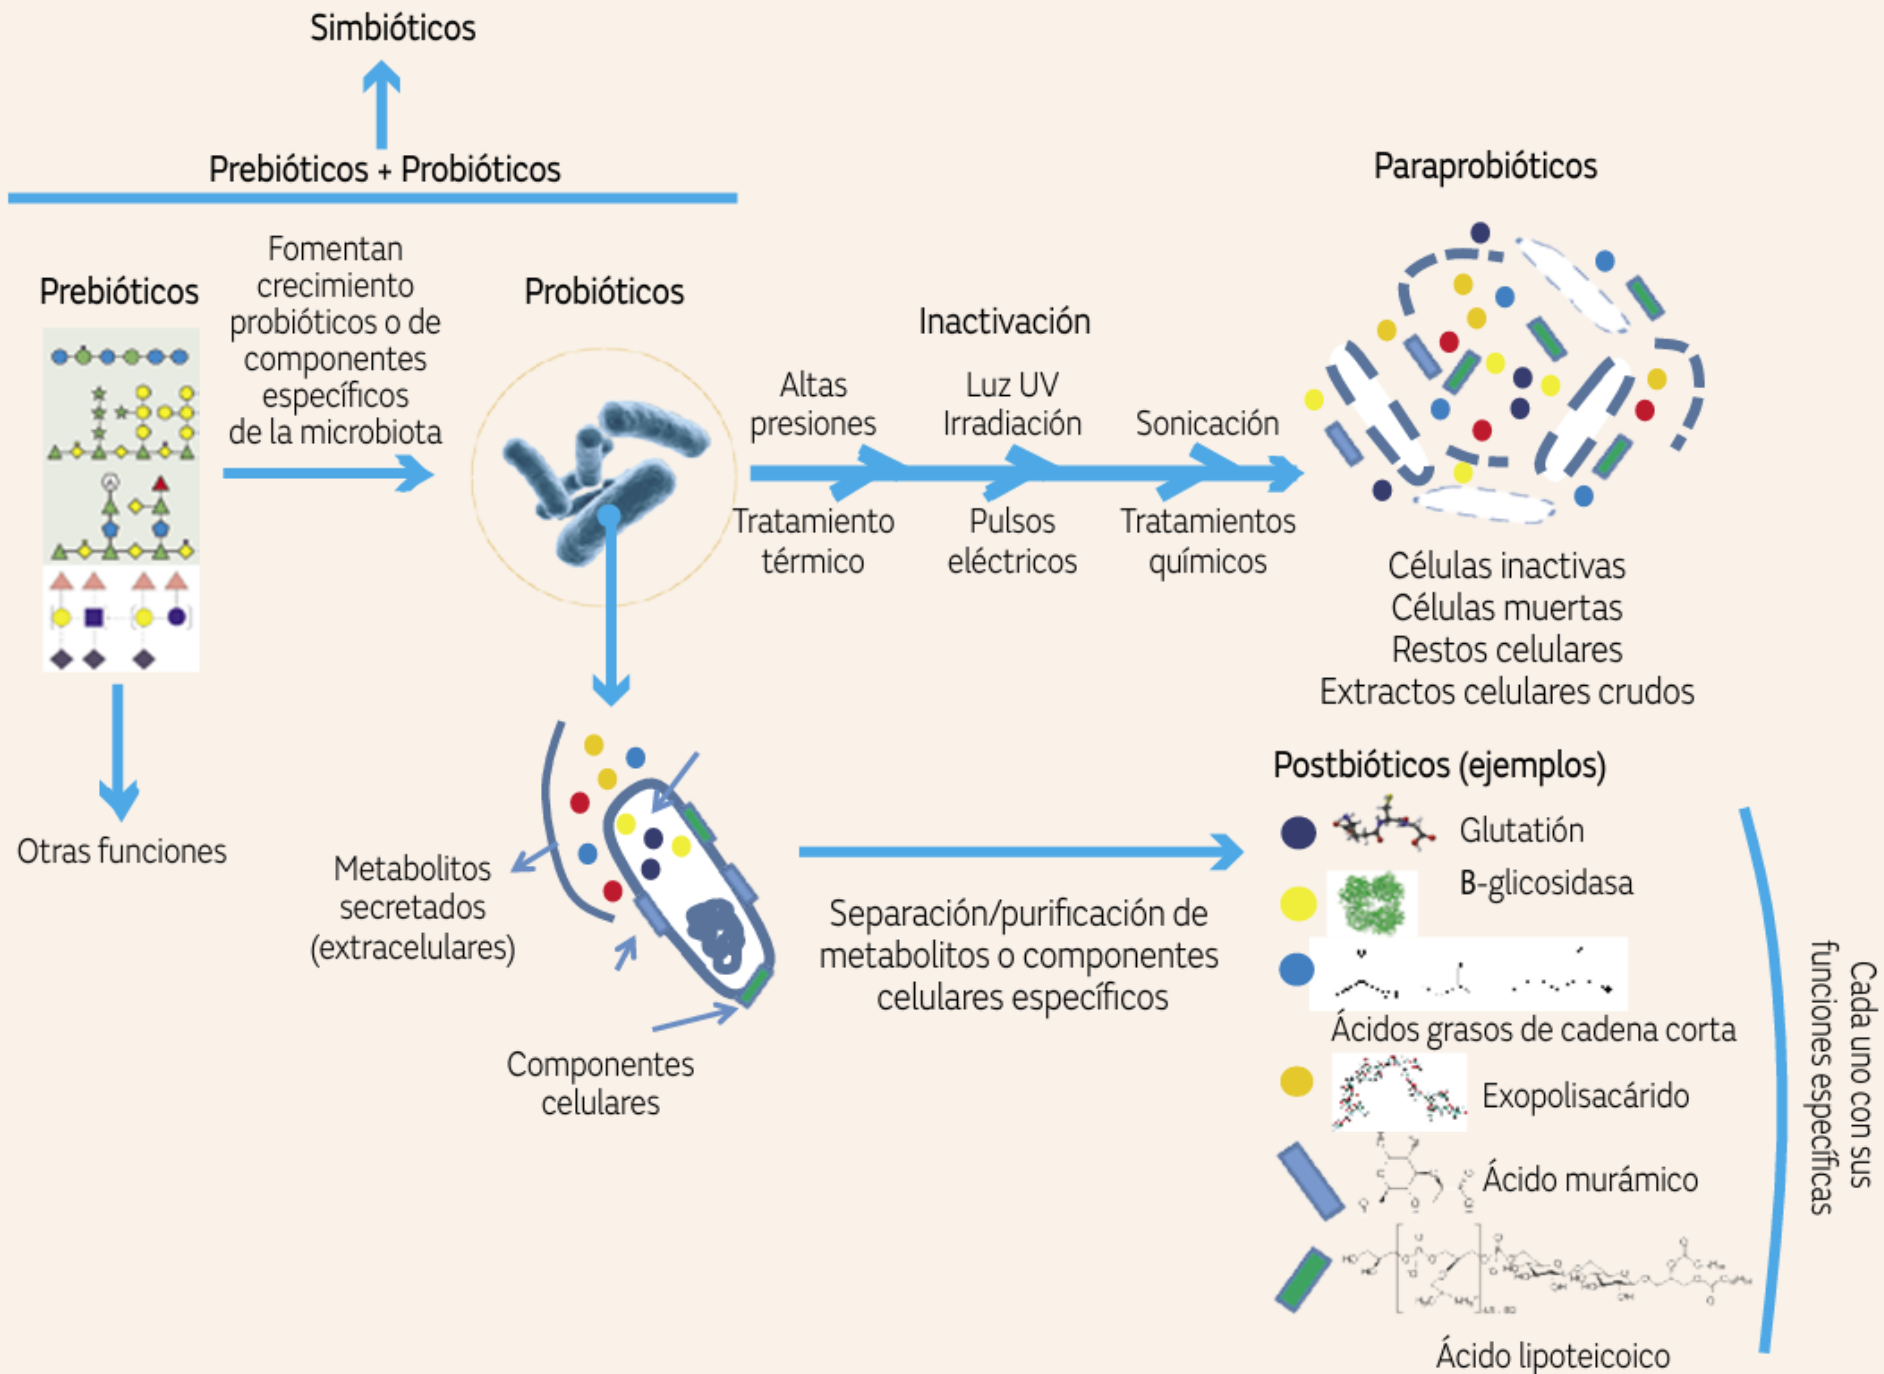 Simbióticos
Prebióticos + Probióticos
Prebióticos
Fomentan
crecimiento
probióticos o de
componentes
específicos
de la microbiota
Probióticos
Otras funciones
Inactivación
Altas
presiones
Luz UV
Irradiación
Sonicación
Tratamiento
térmico
Pulsos
eléctricos
Tratamientos
químicos
Paraprobióticos
Células inactivas
Células muertas
Restos celulares
Extractos celulares crudos
Metabolitos
secretados
(extracelulares)
Componentes
celulares
Separación/purificación de
metabolitos o componentes
celulares específicos
Postbióticos (ejemplos)
Glutatión
B-glicosidasa
Ácidos grasos de cadena corta
Exopolisacárido
Ácido murámico
Ácido lipoteicoico
Cada uno con sus
funciones específicas